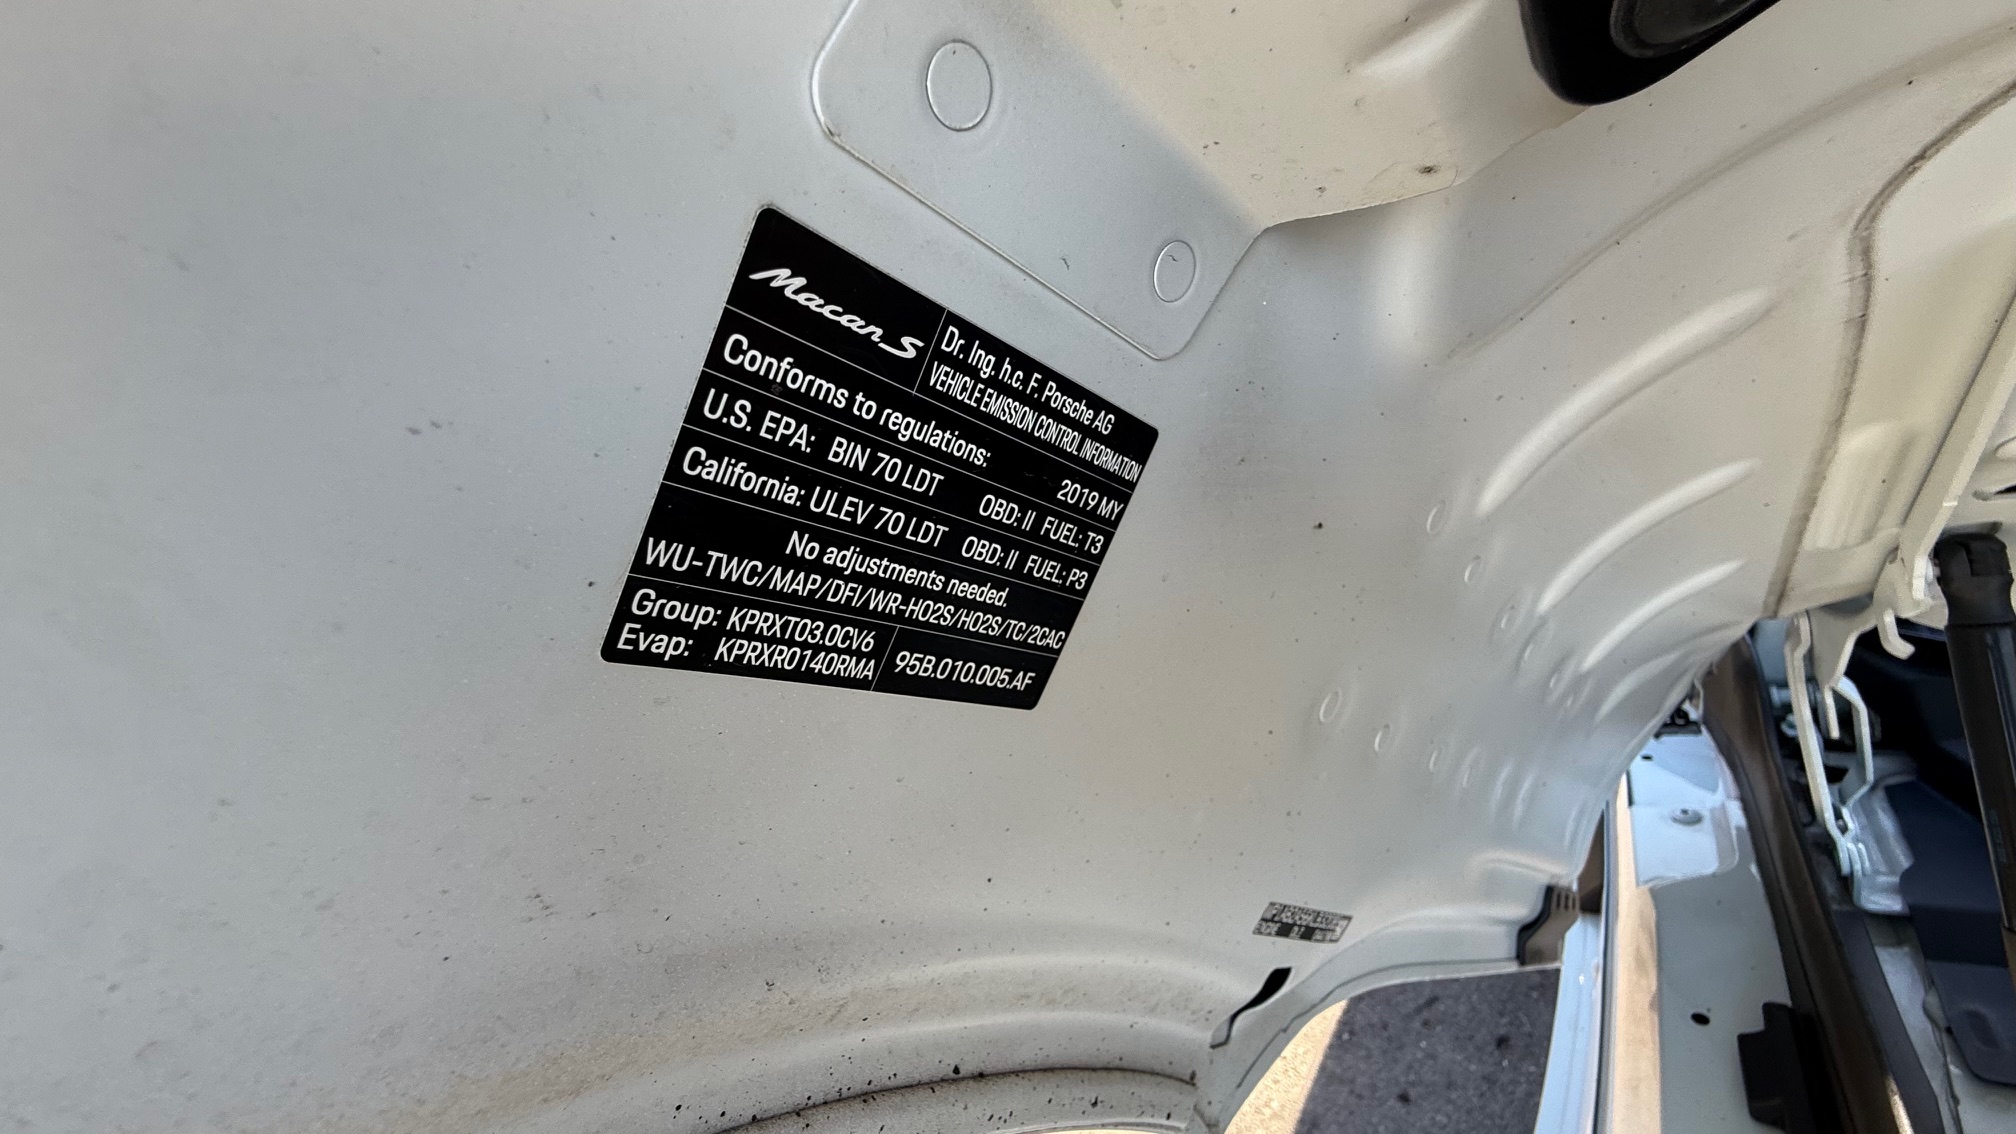 Macan S
Dr. Ing. h.c. F. Porsche AG
VEHICLE EMISSION CONTROL INFORMATION
Conforms to regulations: 2019 MY
U.S. EPA: BIN 70 LDT OBD: II FUEL: T3
California: ULEV 70 LDT OBD: II FUEL: P3
No adjustments needed.
WU-TWC/MAP/DFI/WR-HO2S/HO2S/TC/2CAC
Group: KPRXT03.0CV6
Evap: KPRXR0140RMA
95B.010.005.AF